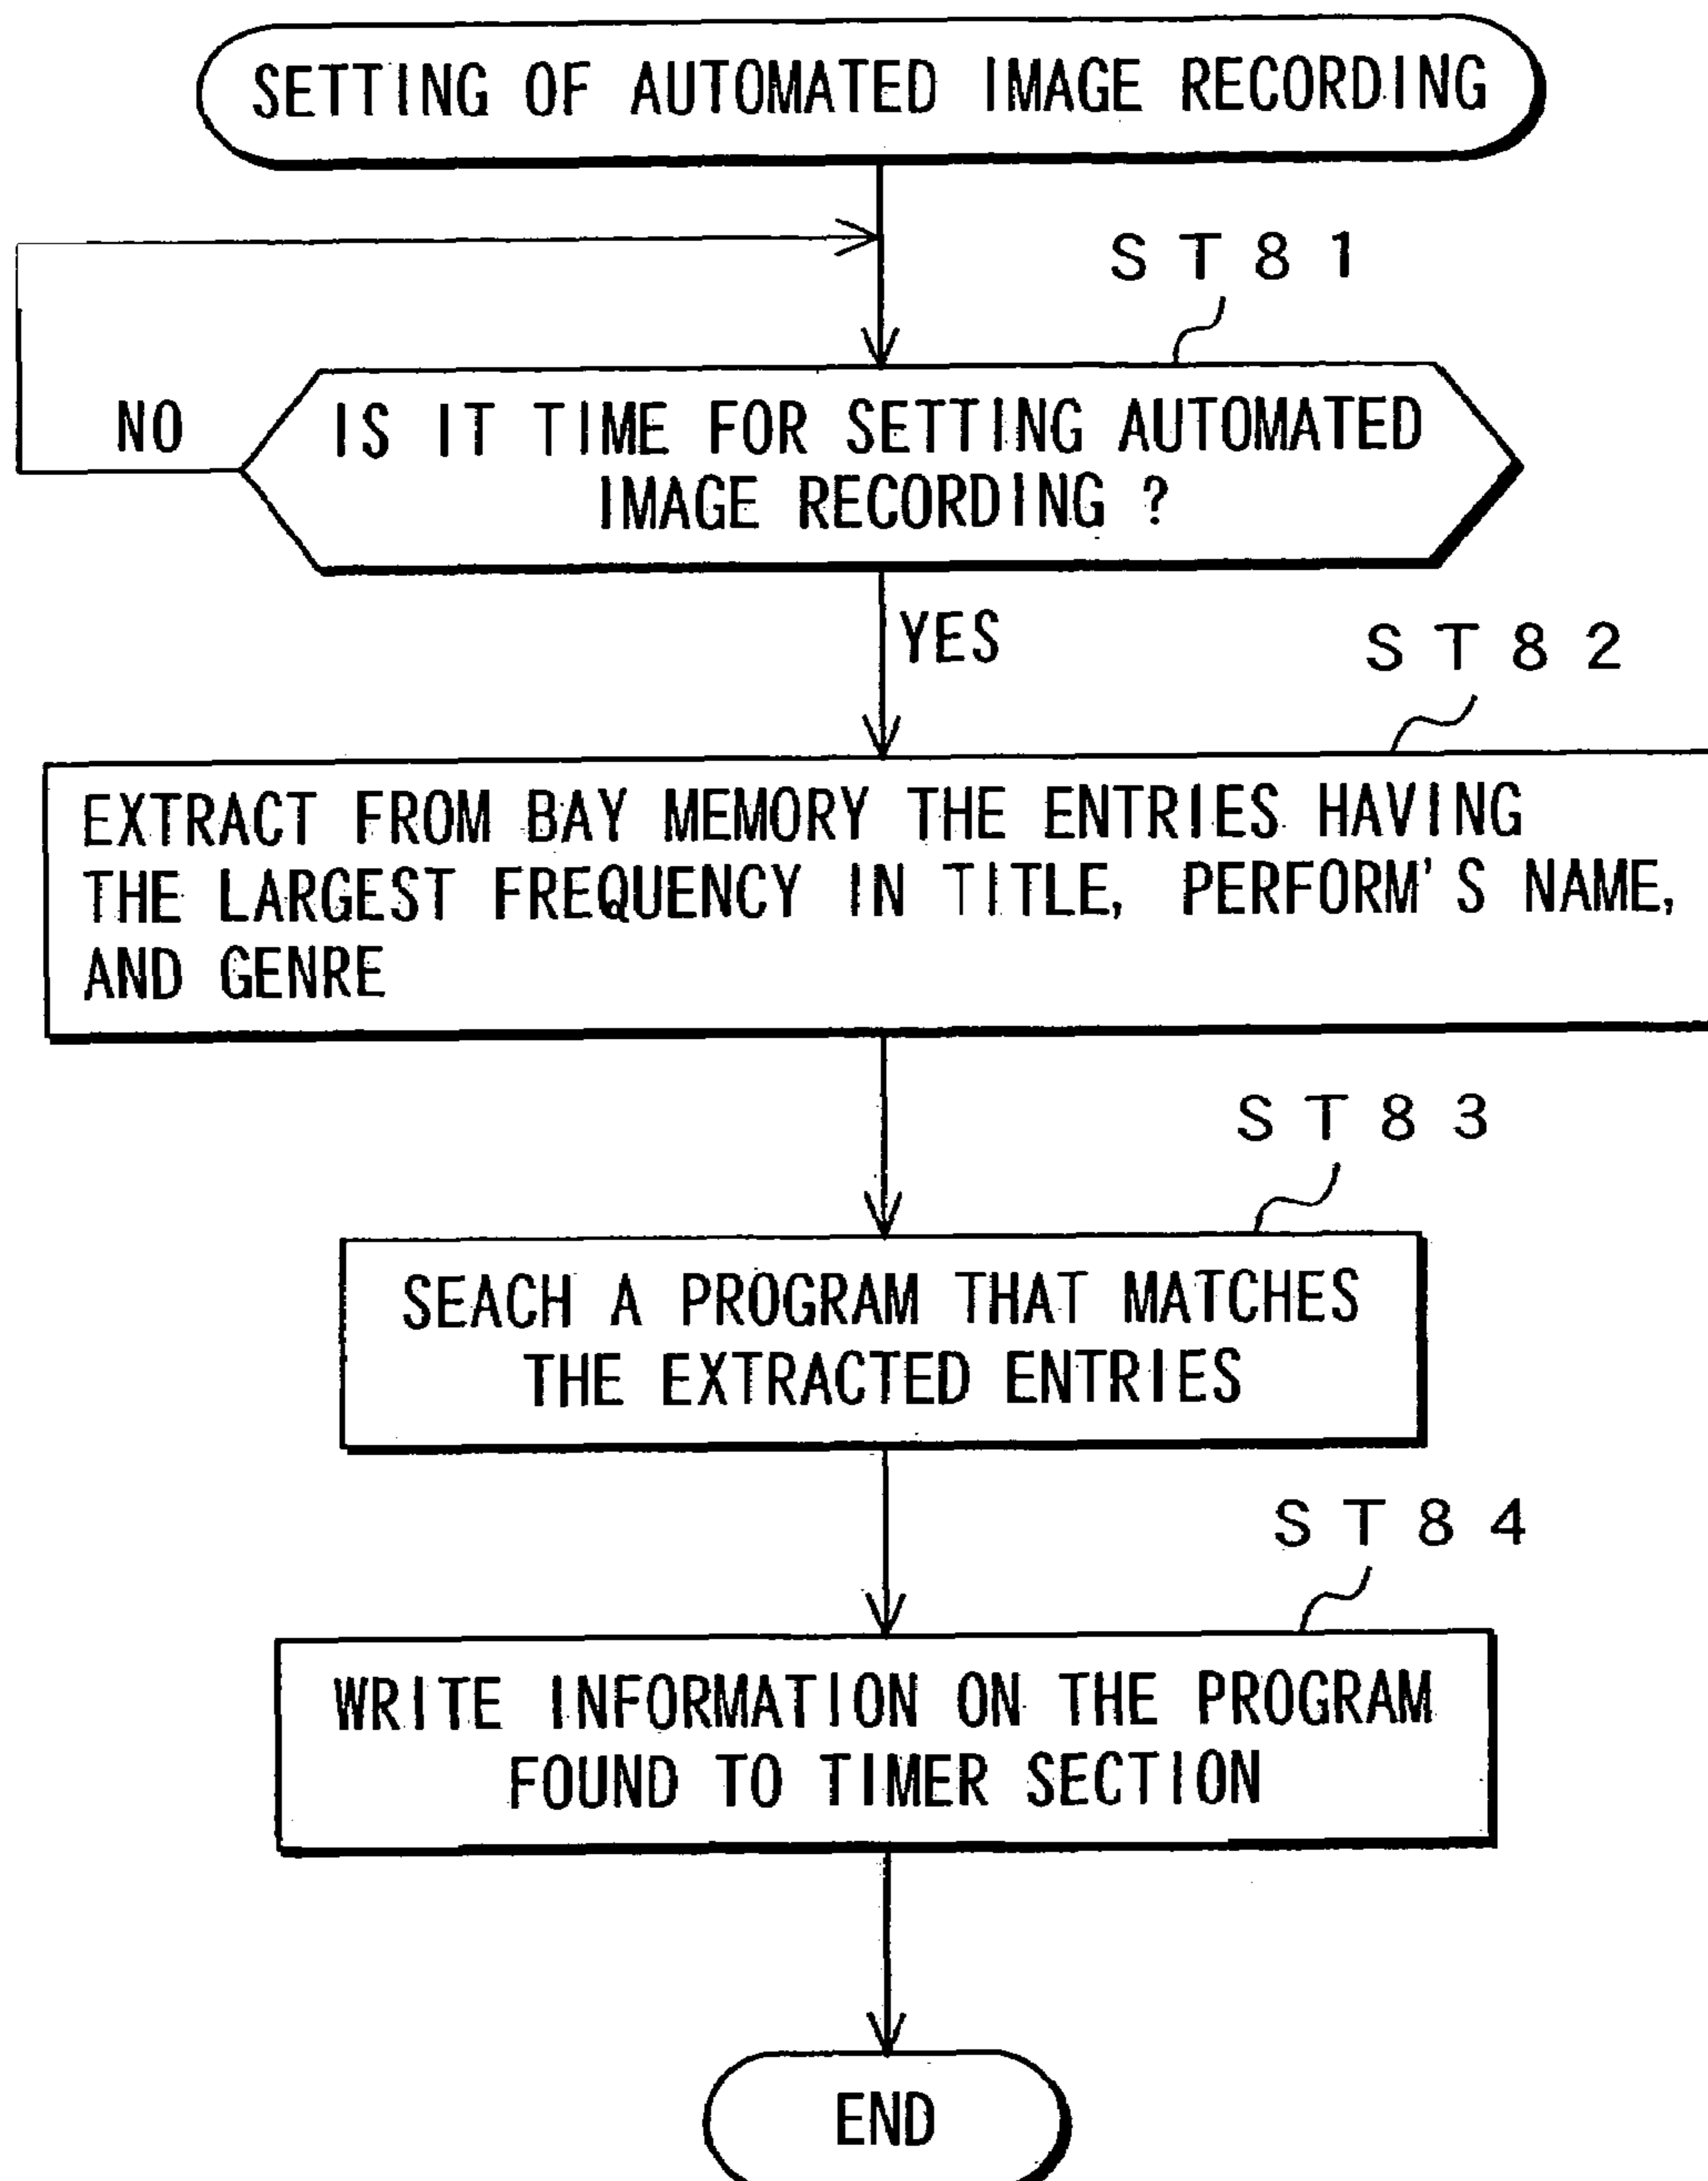 SETTING OF AUTOMATED IMAGE RECORDING
ST81
NO
IS IT TIME FOR SETTING AUTOMATED
IMAGE RECORDING ?
YES
ST82
EXTRACT FROM BAY MEMORY THE ENTRIES HAVING
THE LARGEST FREQUENCY IN TITLE, PERFORM'S NAME,
AND GENRE
ST83
SEACH A PROGRAM THAT MATCHES
THE EXTRACTED ENTRIES
ST84
WRITE INFORMATION ON THE PROGRAM
FOUND TO TIMER SECTION
END